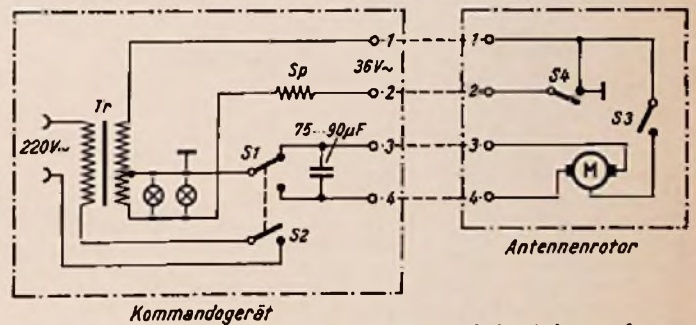 Tr
220V~
Sp
36V~
75...90µF
S1
S2
1
2
3
4
Kommandogerät
1
2
3
4
S4
S3
M
Antennenrotor